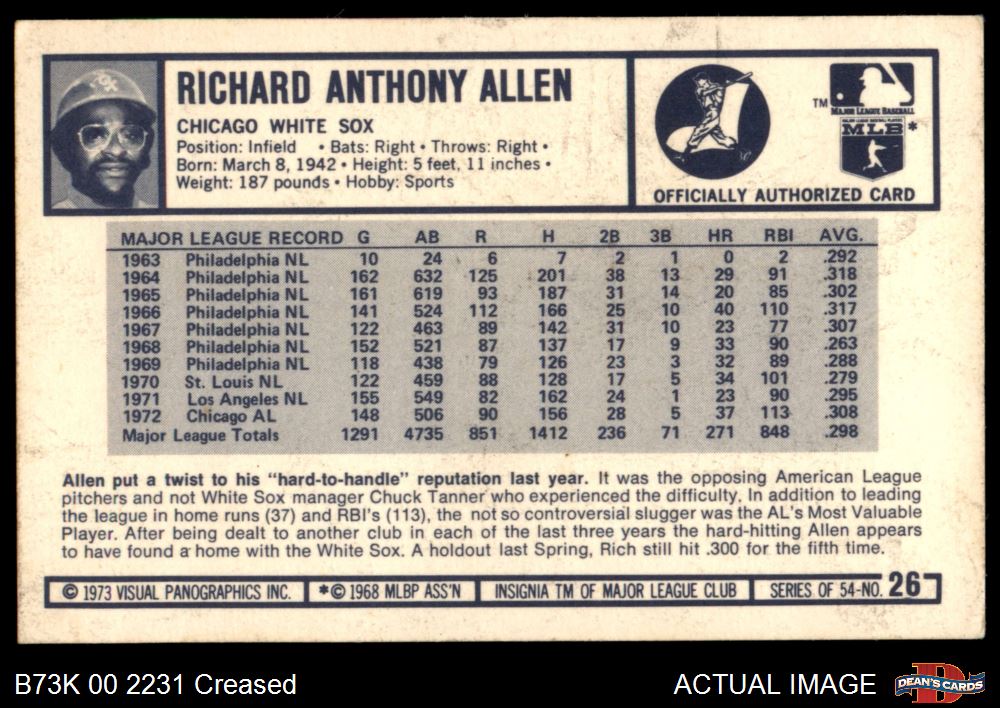 RICHARD ANTHONY ALLEN
CHICAGO WHITE SOX
Position: Infield • Bats: Right • Throws: Right •
Born: March 8, 1942 • Height: 5 feet, 11 inches •
Weight: 187 pounds • Hobby: Sports
TM
MAJOR LEAGUE BASEBALL
MAJOR LEAGUE BASEBALL PLAYERS
MLB *
OFFICIALLY AUTHORIZED CARD
MAJOR LEAGUE RECORD G AB R H 2B 3B HR RBI AVG.
1963 Philadelphia NL 10 24 6 7 2 1 0 2 .292
1964 Philadelphia NL 162 632 125 201 38 13 29 91 .318
1965 Philadelphia NL 161 619 93 187 31 14 20 85 .302
1966 Philadelphia NL 141 524 112 166 25 10 40 110 .317
1967 Philadelphia NL 122 463 89 142 31 10 23 77 .307
1968 Philadelphia NL 152 521 87 137 17 9 33 90 .263
1969 Philadelphia NL 118 438 79 126 23 3 32 89 .288
1970 St. Louis NL 122 459 88 128 17 5 34 101 .279
1971 Los Angeles NL 155 549 82 162 24 1 23 90 .295
1972 Chicago AL 148 506 90 156 28 5 37 113 .308
Major League Totals 1291 4735 851 1412 236 71 271 848 .298
Allen put a twist to his “hard-to-handle” reputation last year. It was the opposing American League
pitchers and not White Sox manager Chuck Tanner who experienced the difficulty. In addition to leading
the league in home runs (37) and RBI's (113), the not so controversial slugger was the AL's Most Valuable
Player. After being dealt to another club in each of the last three years the hard-hitting Allen appears
to have found a home with the White Sox. A holdout last Spring, Rich still hit .300 for the fifth time.
© 1973 VISUAL PANOGRAPHICS INC. *© 1968 MLBP ASS'N INSIGNIA TM OF MAJOR LEAGUE CLUB SERIES OF 54-NO. 26
B73K 00 2231 Creased
ACTUAL IMAGE
DEAN'S CARDS